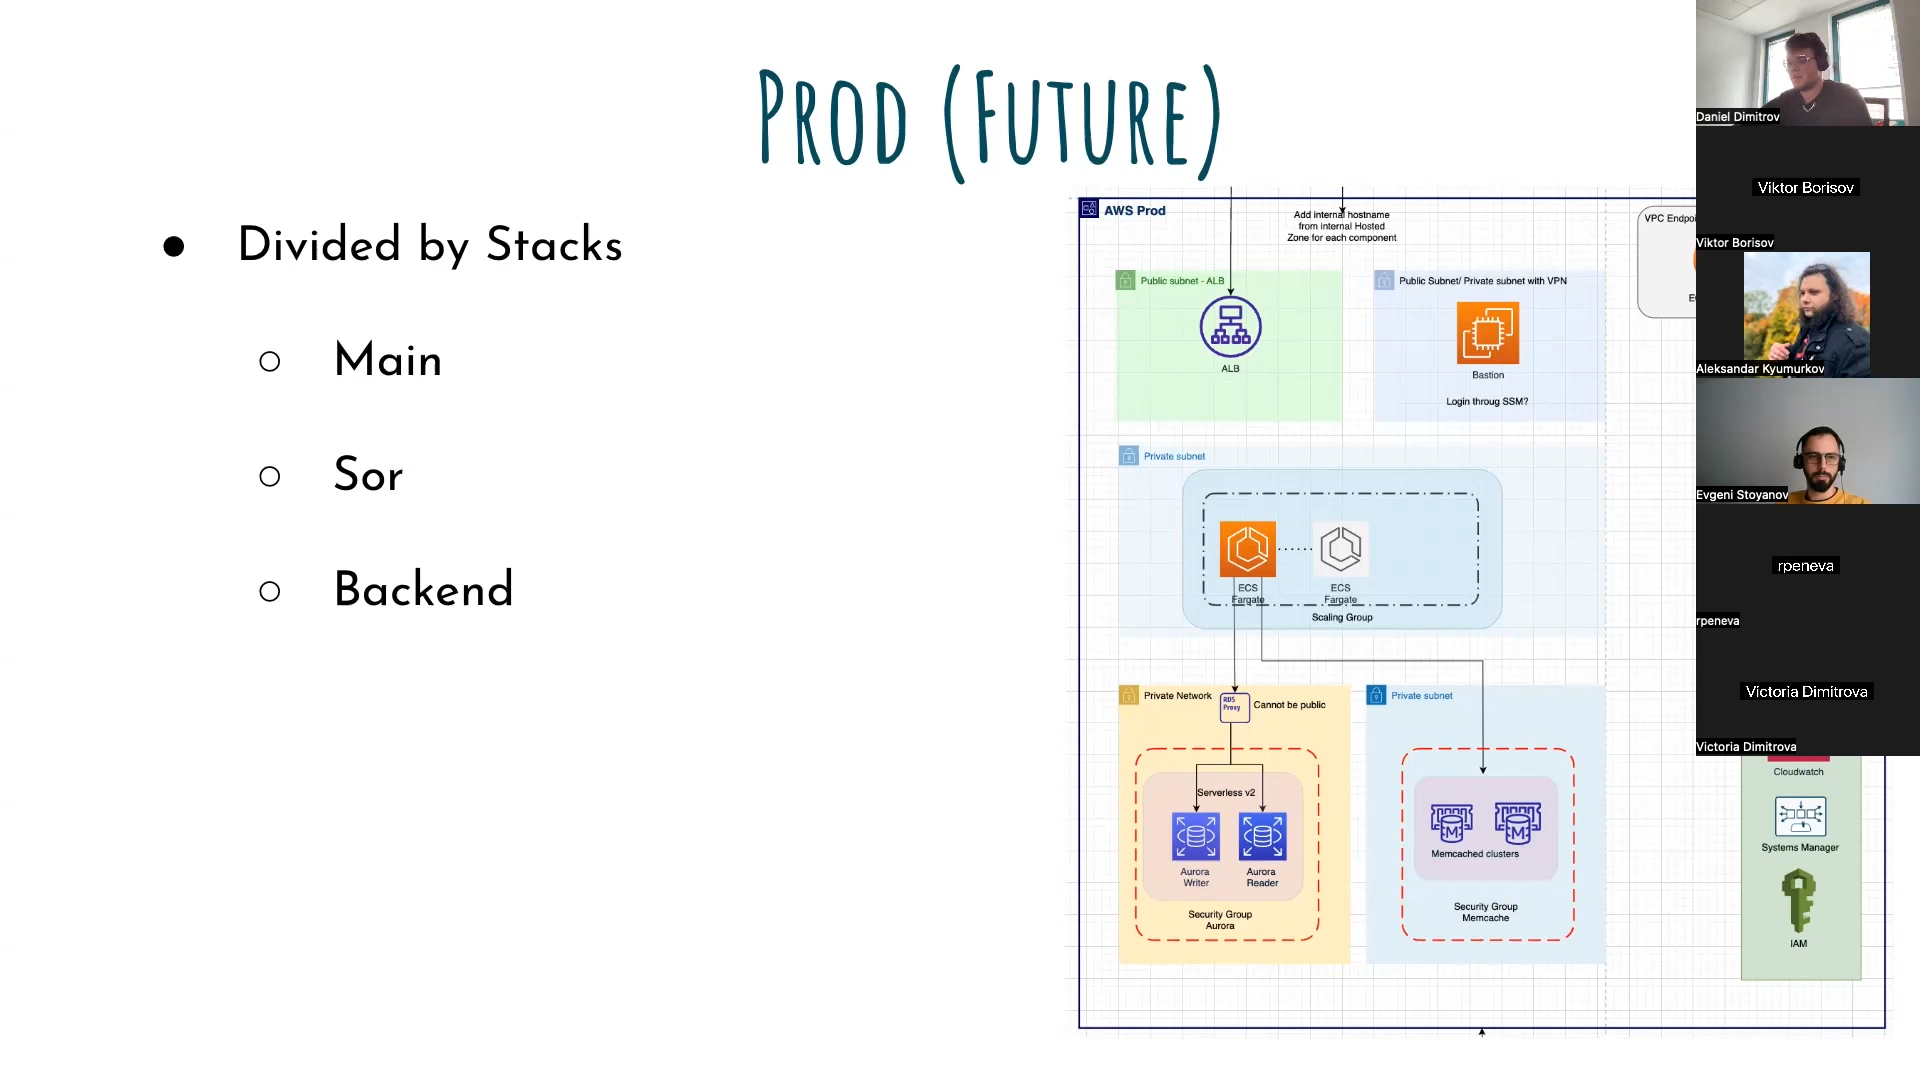 Prod (Future)
Divided by Stacks
Main
Sor
Backend
AWS Prod
Add internal hostname
from internal Hosted
Zone for each component
VPC Endpoi
Public subnet - ALB
ALB
Public Subnet/ Private subnet with VPN
Bastion
Login throug SSM?
Private subnet
ECS
Fargate
ECS
Fargate
Scaling Group
Private Network
RDS
Proxy
Cannot be public
Serverless v2
Aurora
Writer
Aurora
Reader
Security Group
Aurora
Private subnet
M
M
Memcached clusters
Security Group
Memcache
Cloudwatch
Systems Manager
IAM
Daniel Dimitrov
Viktor Borisov
Viktor Borisov
Aleksandar Kyumurkov
Evgeni Stoyanov
rpeneva
rpeneva
Victoria Dimitrova
Victoria Dimitrova